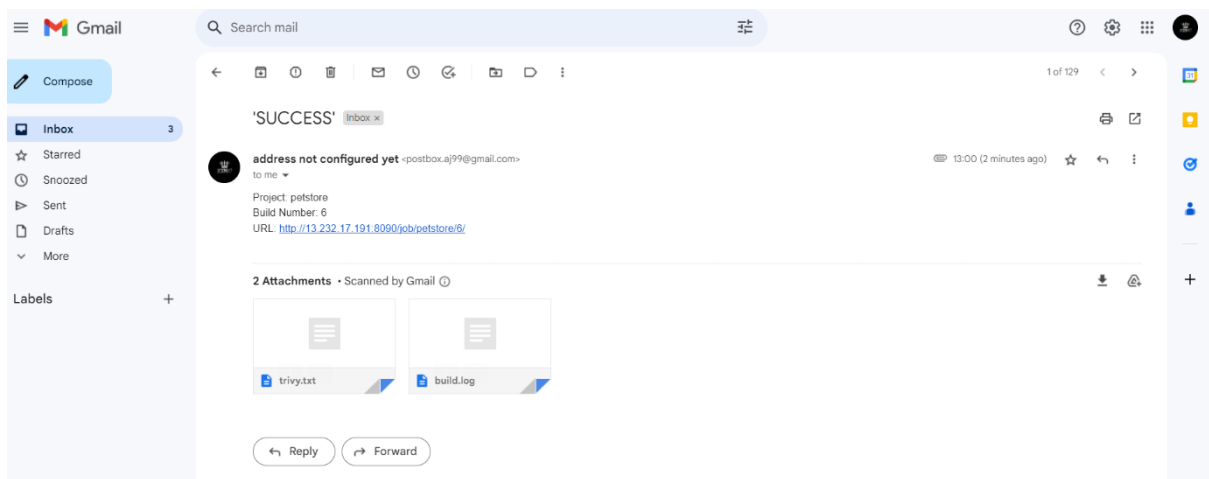 Gmail
Search mail
Compose
1 of 129
Inbox 3
Starred
Snoozed
Sent
Drafts
More
Labels
'SUCCESS' Inbox ×
address not configured yet <postbox.aj99@gmail.com>
13:00 (2 minutes ago)
to me
Project: petstore
Build Number: 6
URL: http://13.232.17.191:8090/job/petstore/6/
2 Attachments • Scanned by Gmail
trivy.txt
build.log
Reply
Forward
31